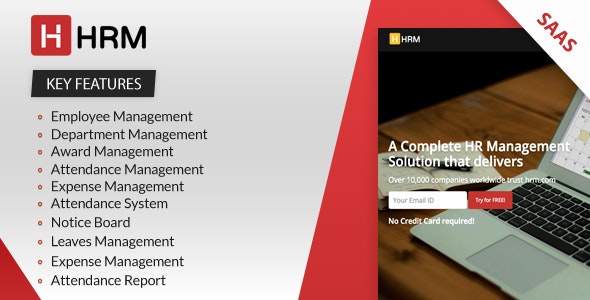 H HRM
KEY FEATURES
Employee Management
Department Management
Award Management
Attendance Management
Expense Management
Attendance System
Notice Board
Leaves Management
Expense Management
Attendance Report
SAAS
H HRM
A Complete HR Management
Solution that delivers
Over 10,000 companies worldwide trust hrm.com
Your Email ID
Try for FREE!
No Credit Card required!